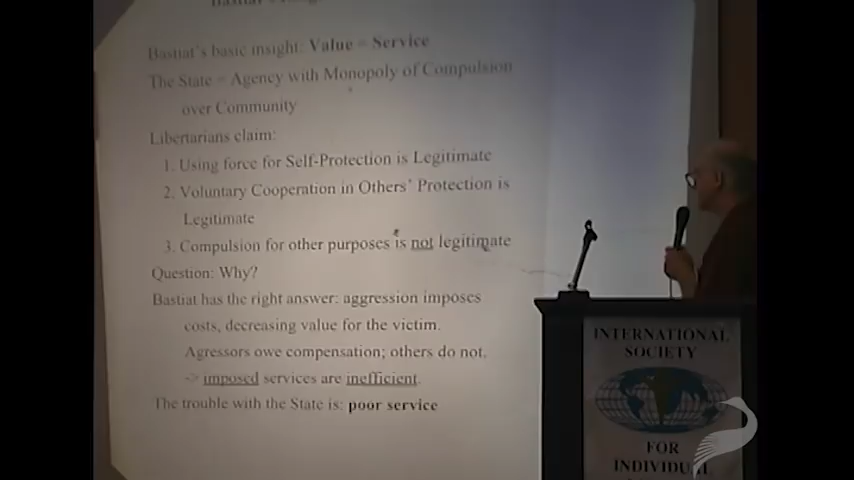 Bastiat's basic insight: Value = Service
The State = Agency with Monopoly of Compulsion
over Community
Libertarians claim:
1. Using force for Self-Protection is Legitimate
2. Voluntary Cooperation in Others' Protection is
Legitimate
3. Compulsion for other purposes is not legitimate
Question: Why?
Bastiat has the right answer: aggression imposes
costs, decreasing value for the victim.
Agressors owe compensation; others do not.
-> imposed services are inefficient.
The trouble with the State is: poor service
INTERNATIONAL
SOCIETY
FOR
INDIVIDUAL